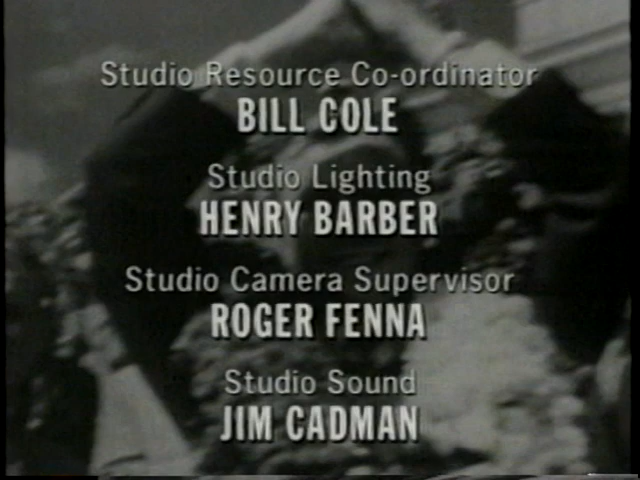 Studio Resource Co-ordinator
BILL COLE
Studio Lighting
HENRY BARBER
Studio Camera Supervisor
ROGER FENNA
Studio Sound
JIM CADMAN